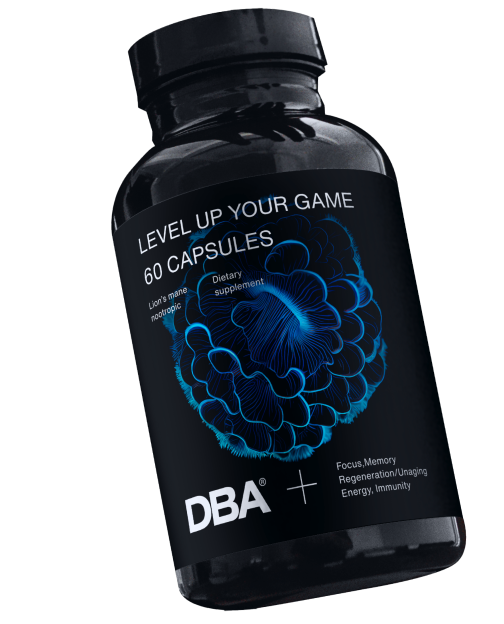 LEVEL UP YOUR GAME
60 CAPSULES
Lion's mane
nootropic
Dietary
supplement
DBA®
Focus,Memory
Regeneration/Unaging
Energy, Immunity